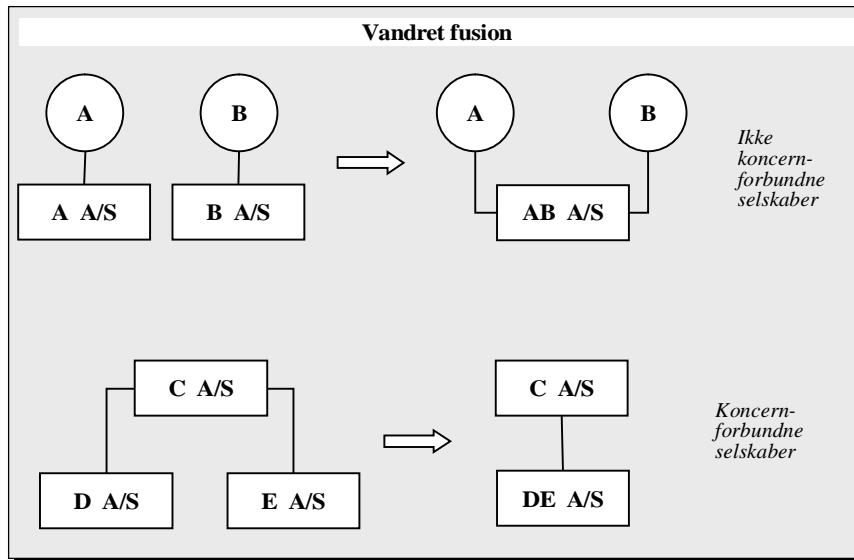 Vandret fusion
A
B
A
B
Ikke
koncern-
forbundne
selskaber
A A/S
B A/S
AB A/S
C A/S
C A/S
Koncern-
forbundne
selskaber
D A/S
E A/S
DE A/S